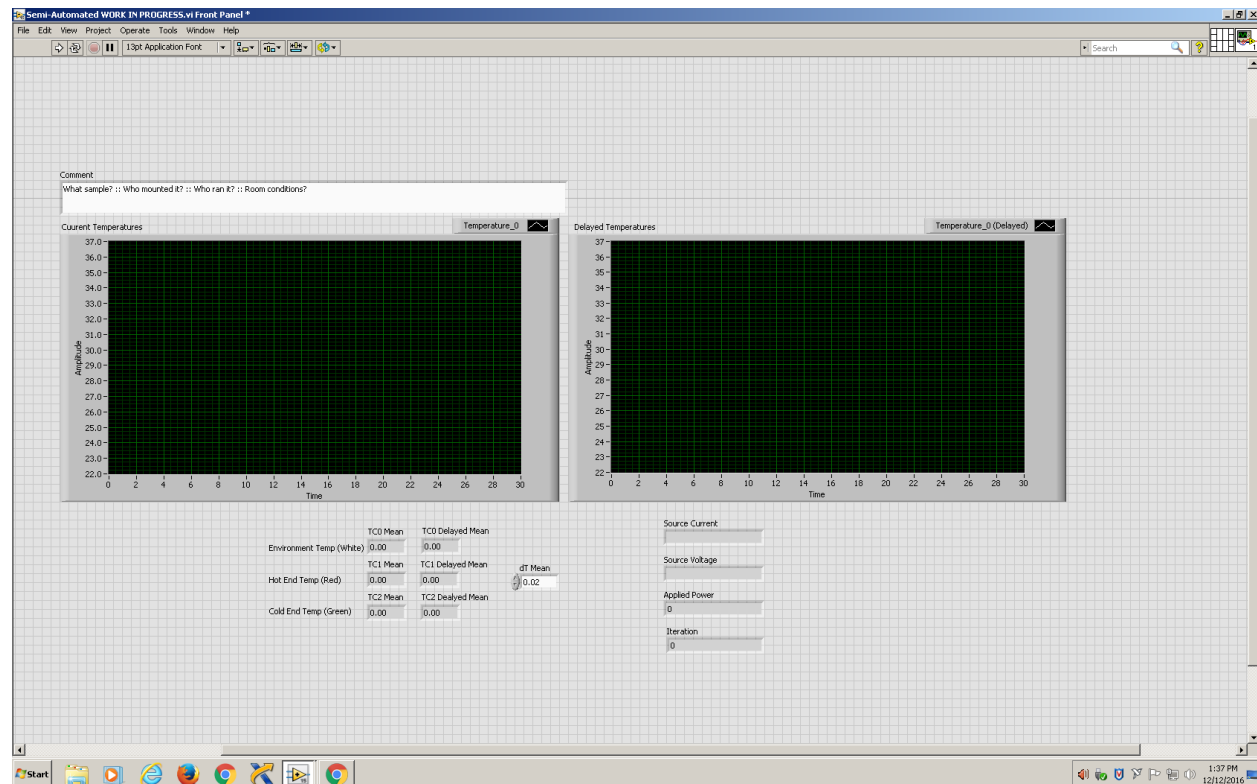 Semi-Automated WORK IN PROGRESS.vi Front Panel *
File Edit View Project Operate Tools Window Help
13pt Application Font
Search
Comment
What sample? :: Who mounted it? :: Who ran it? :: Room conditions?
Cuurent Temperatures
Temperature_0
Delayed Temperatures
Temperature_0 (Delayed)
37.0
36.0
35.0
34.0
33.0
32.0
31.0
30.0
29.0
28.0
27.0
26.0
25.0
24.0
23.0
22.0
Amplitude
0 2 4 6 8 10 12 14 16 18 20 22 24 26 28 30
Time
37
36
35
34
33
32
31
30
29
28
27
26
25
24
23
22
Amplitude
0 2 4 6 8 10 12 14 16 18 20 22 24 26 28 30
Time
TC0 Mean TC0 Delayed Mean
Environment Temp (White) 0.00 0.00
TC1 Mean TC1 Delayed Mean
Hot End Temp (Red) 0.00 0.00
dT Mean
0.02
TC2 Mean TC2 Dealyed Mean
Cold End Temp (Green) 0.00 0.00
Source Current
Source Voltage
Applied Power
0
Iteration
0
Start
1:37 PM
12/12/2016